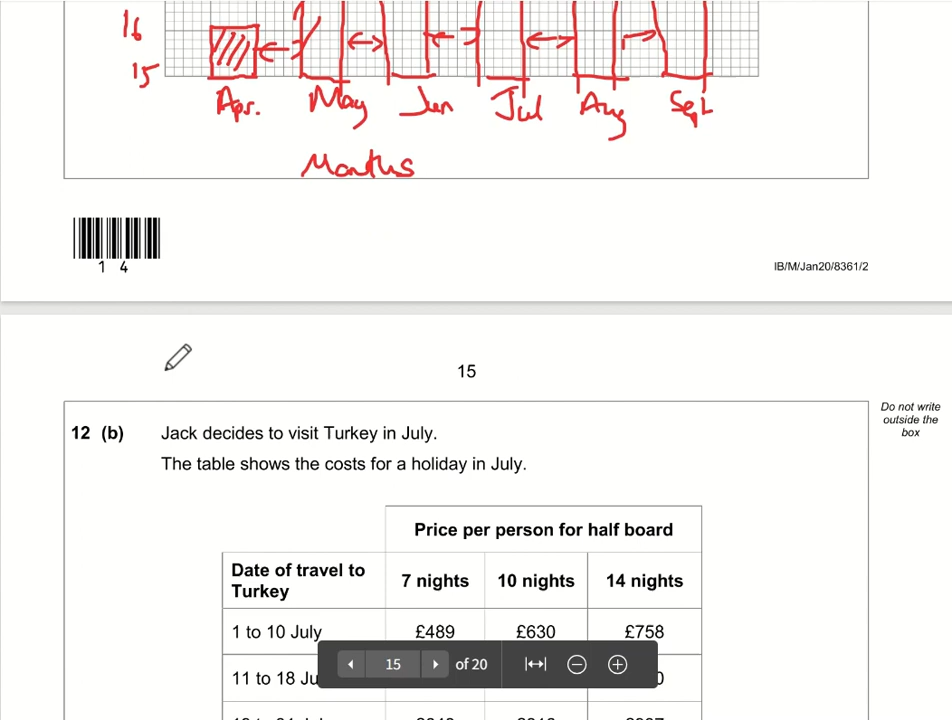 16
15
Apr. May Jun Jul Aug Sept
Months
1 4
IB/M/Jan20/8361/2
15
Do not write
outside the
box
12 (b) Jack decides to visit Turkey in July.
The table shows the costs for a holiday in July.
Price per person for half board
Date of travel to
Turkey
7 nights 10 nights 14 nights
1 to 10 July £489 £630 £758
15 of 20
11 to 18 Ju